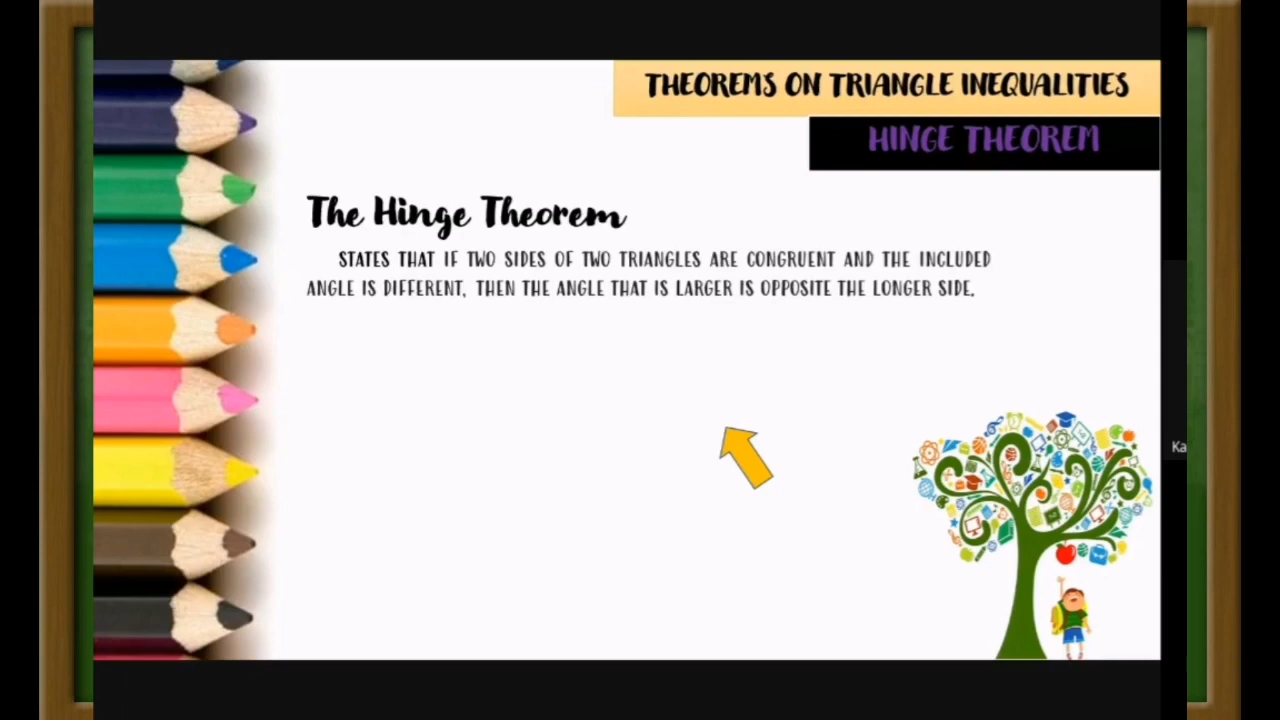 THEOREMS ON TRIANGLE INEQUALITIES
HINGE THEOREM
The Hinge Theorem
STATES THAT IF TWO SIDES OF TWO TRIANGLES ARE CONGRUENT AND THE INCLUDED
ANGLE IS DIFFERENT, THEN THE ANGLE THAT IS LARGER IS OPPOSITE THE LONGER SIDE.
Ka